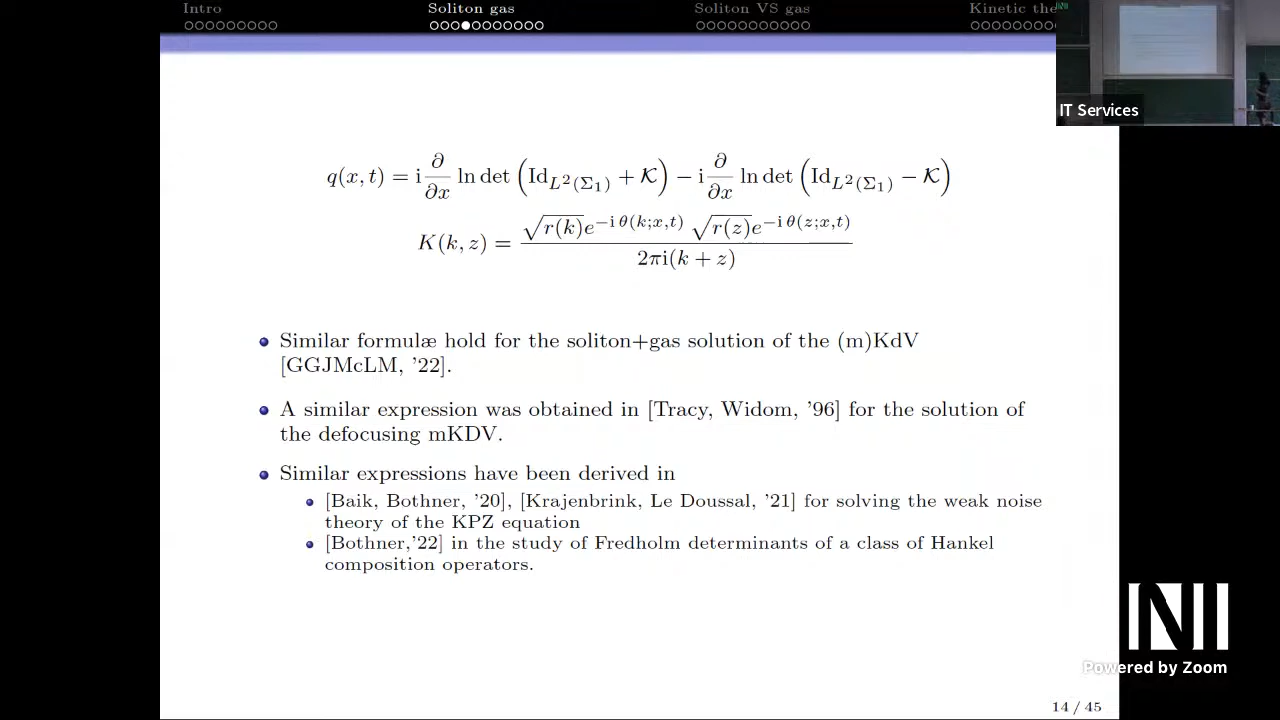 Intro
Soliton gas
Soliton VS gas
Kinetic the
IT Services
q(x, t) = i ∂/∂x ln det (Id_{L²(Σ₁)} + 𝒦) − i ∂/∂x ln det (Id_{L²(Σ₁)} − 𝒦)
K(k, z) = √r(k) e^{−i θ(k;x,t)} √r(z) e^{−i θ(z;x,t)} / 2πi(k + z)
Similar formulæ hold for the soliton+gas solution of the (m)KdV
[GGJMcLM, '22].
A similar expression was obtained in [Tracy, Widom, '96] for the solution of
the defocusing mKDV.
Similar expressions have been derived in
[Baik, Bothner, '20], [Krajenbrink, Le Doussal, '21] for solving the weak noise
theory of the KPZ equation
[Bothner,'22] in the study of Fredholm determinants of a class of Hankel
composition operators.
Powered by Zoom
14 / 45